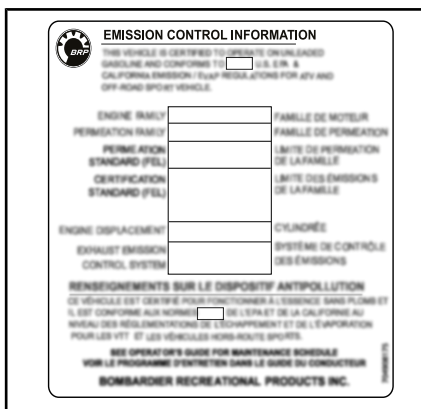 EMISSION CONTROL INFORMATION
BRP
THIS VEHICLE IS CERTIFIED TO OPERATE ON UNLEADED
GASOLINE AND CONFORMS TO U.S. EPA &
CALIFORNIA EMISSION / EVAP REGULATIONS FOR ATV AND
OFF-ROAD SPORT VEHICLE.
ENGINE FAMILY FAMILLE DE MOTEUR
PERMEATION FAMILY FAMILLE DE PERMEATION
PERMEATION LIMITE DE PERMEATION
STANDARD (FEL) DE LA FAMILLE
CERTIFICATION LIMITE DES ÉMISSIONS
STANDARD (FEL) DE LA FAMILLE
ENGINE DISPLACEMENT CYLINDRÉE
EXHAUST EMISSION SYSTÈME DE CONTRÔLE
CONTROL SYSTEM DES ÉMISSIONS
RENSEIGNEMENTS SUR LE DISPOSITIF ANTIPOLLUTION
CE VÉHICULE EST CERTIFIÉ POUR FONCTIONNER À L'ESSENCE SANS PLOMB ET
IL EST CONFORME AUX NORMES DE L'EPA ET DE LA CALIFORNIE AU
NIVEAU DES RÉGLEMENTATIONS DE L'ÉCHAPPEMENT ET DE L'ÉVAPORATION
POUR LES VTT ET LES VÉHICULES HORS-ROUTE SPORTS.
SEE OPERATOR'S GUIDE FOR MAINTENANCE SCHEDULE
VOIR LE PROGRAMME D'ENTRETIEN DANS LE GUIDE DU CONDUCTEUR
BOMBARDIER RECREATIONAL PRODUCTS INC.